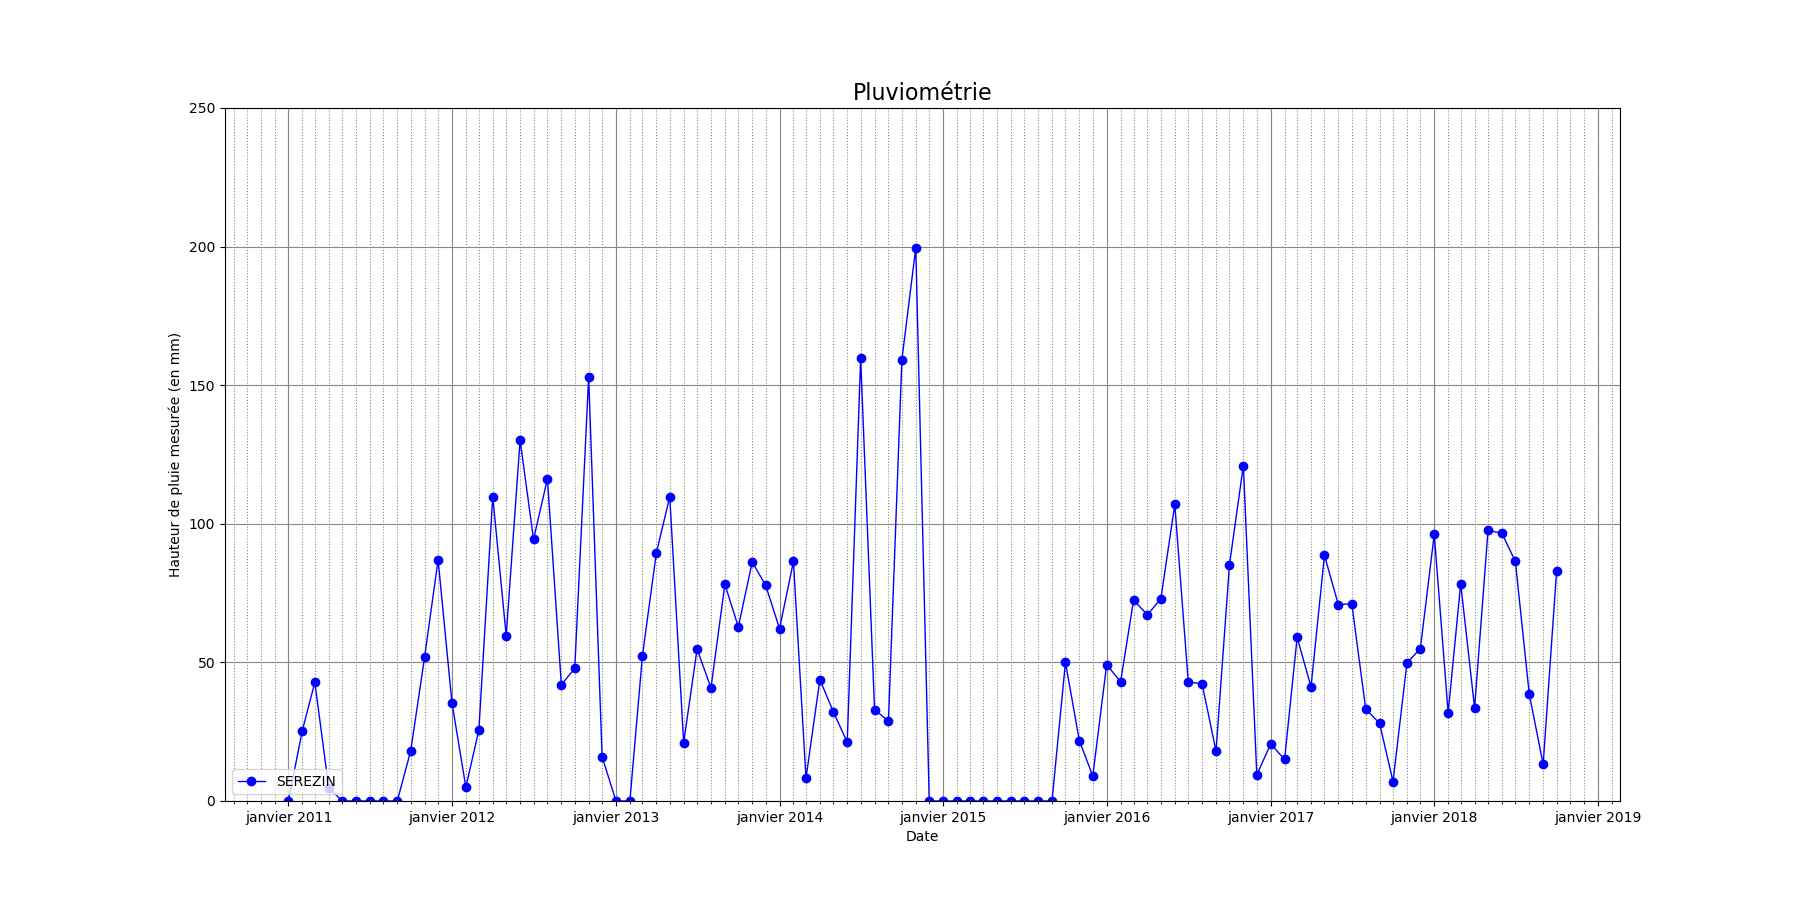 Pluviométrie
250
200
150
100
50
0
Hauteur de pluie mesurée (en mm)
SEREZIN
janvier 2011
janvier 2012
janvier 2013
janvier 2014
janvier 2015
janvier 2016
janvier 2017
janvier 2018
janvier 2019
Date